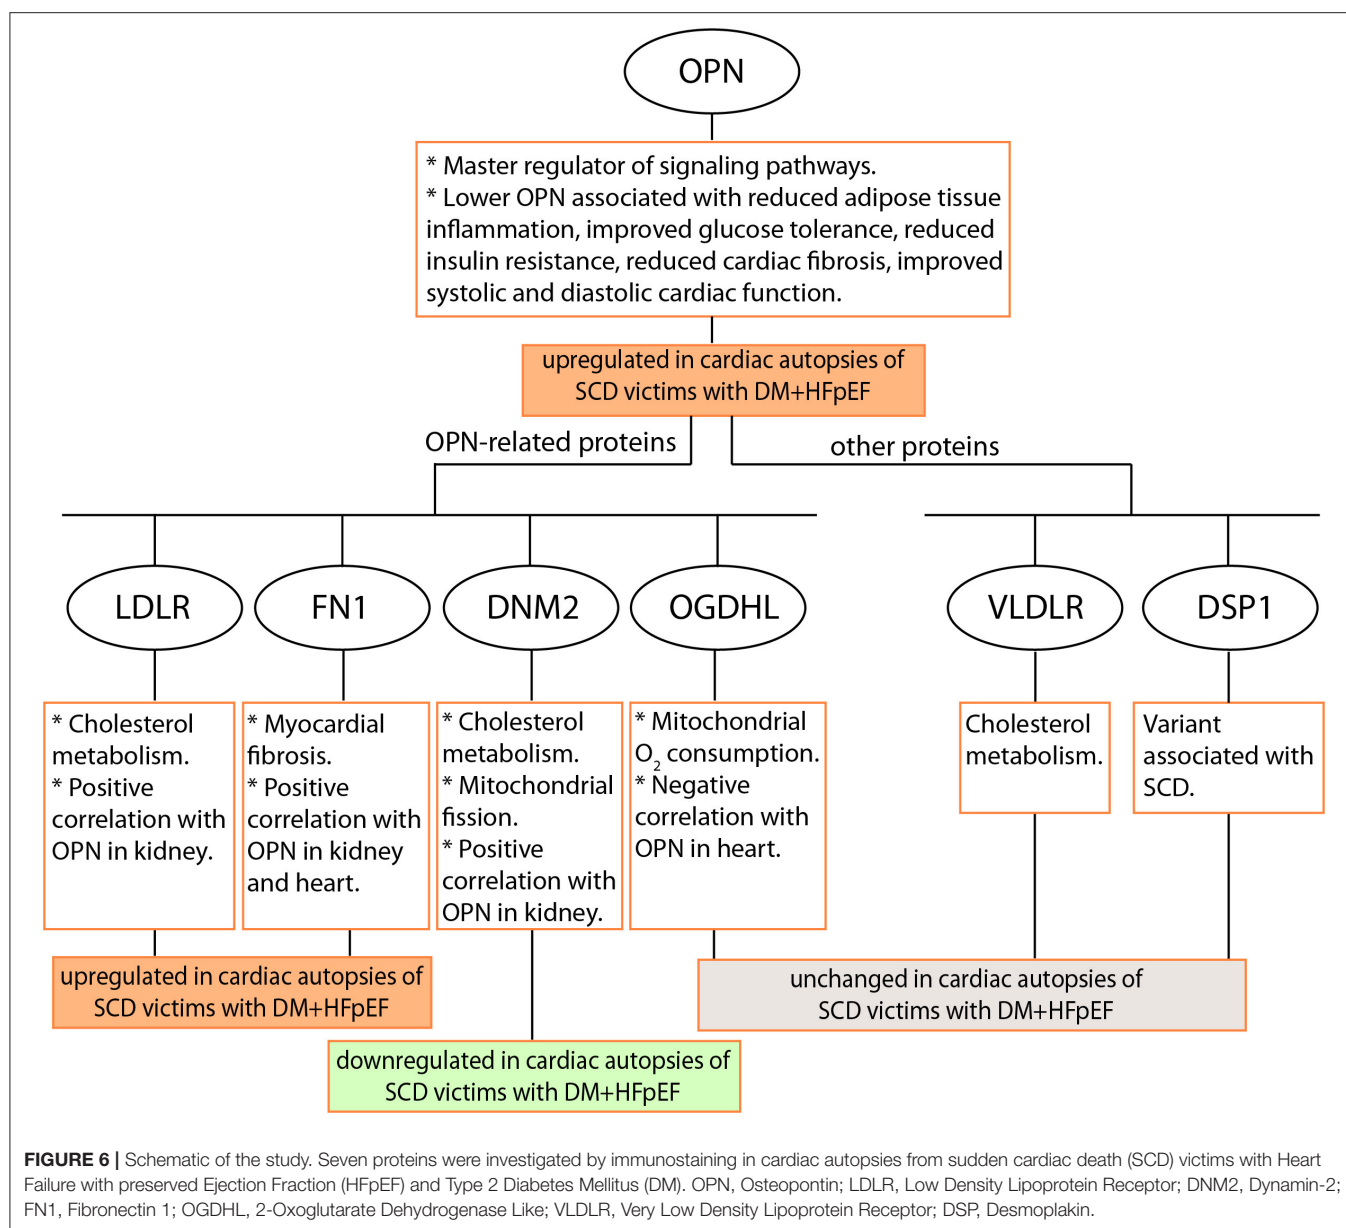 OPN
* Master regulator of signaling pathways.
* Lower OPN associated with reduced adipose tissue
inflammation, improved glucose tolerance, reduced
insulin resistance, reduced cardiac fibrosis, improved
systolic and diastolic cardiac function.
upregulated in cardiac autopsies of
SCD victims with DM+HFpEF
OPN-related proteins
other proteins
LDLR
FN1
DNM2
OGDHL
VLDLR
DSP1
* Cholesterol
metabolism.
* Positive
correlation with
OPN in kidney.
* Myocardial
fibrosis.
* Positive
correlation with
OPN in kidney
and heart.
* Cholesterol
metabolism.
* Mitochondrial
fission.
* Positive
correlation with
OPN in kidney.
* Mitochondrial
O2 consumption.
* Negative
correlation with
OPN in heart.
Cholesterol
metabolism.
Variant
associated with
SCD.
upregulated in cardiac autopsies of
SCD victims with DM+HFpEF
unchanged in cardiac autopsies of
SCD victims with DM+HFpEF
downregulated in cardiac autopsies of
SCD victims with DM+HFpEF
FIGURE 6 | Schematic of the study. Seven proteins were investigated by immunostaining in cardiac autopsies from sudden cardiac death (SCD) victims with Heart
Failure with preserved Ejection Fraction (HFpEF) and Type 2 Diabetes Mellitus (DM). OPN, Osteopontin; LDLR, Low Density Lipoprotein Receptor; DNM2, Dynamin-2;
FN1, Fibronectin 1; OGDHL, 2-Oxoglutarate Dehydrogenase Like; VLDLR, Very Low Density Lipoprotein Receptor; DSP, Desmoplakin.